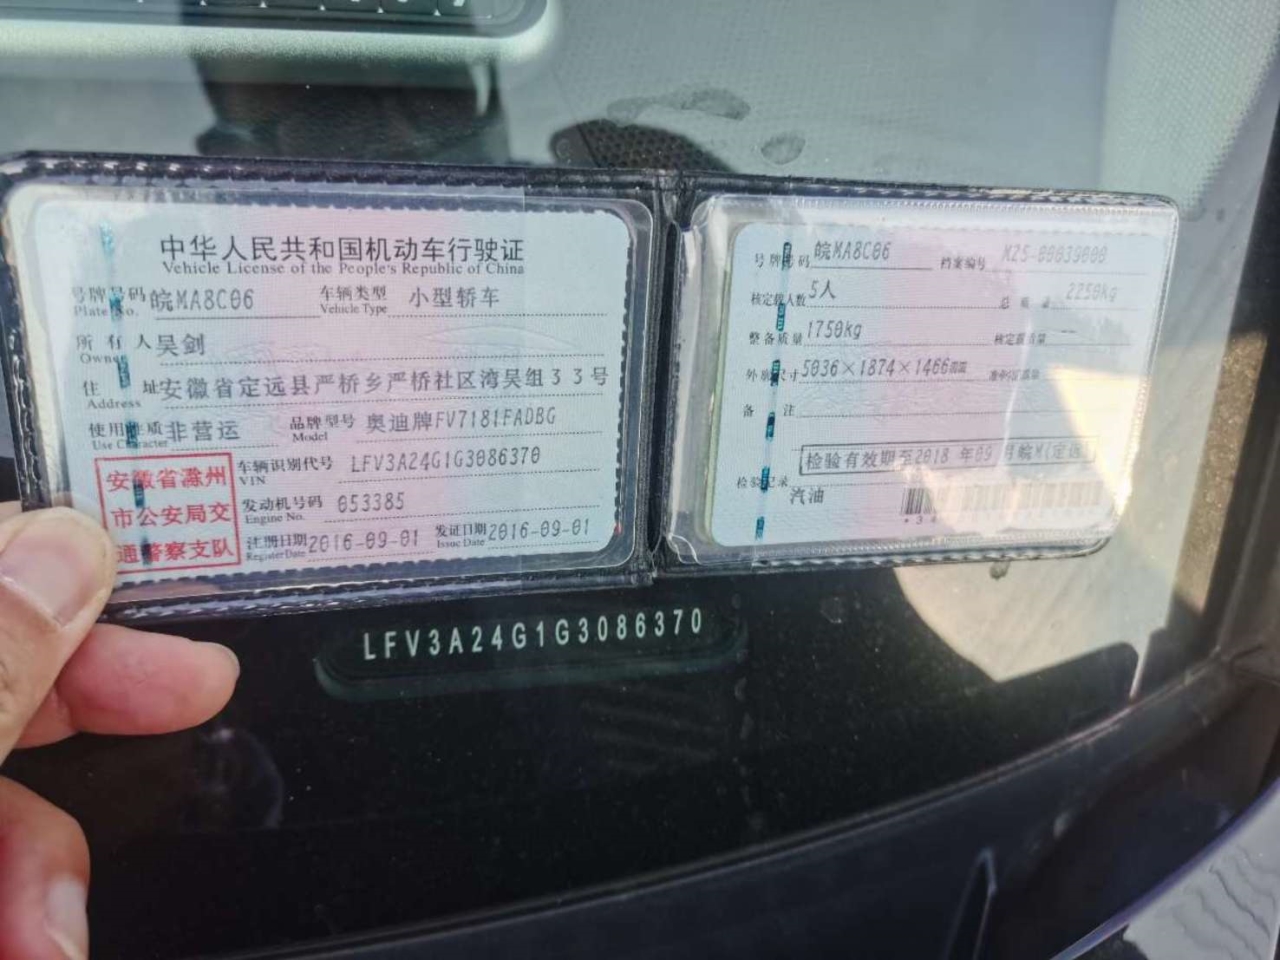 中华人民共和国机动车行驶证
Vehicle License of the People's Republic of China
号牌号码 皖MA8C06 车辆类型 小型轿车
Plate No. Vehicle Type
所有人 吴剑
Owner
住址 安徽省定远县严桥乡严桥社区湾吴组33号
Address
使用性质 非营运 品牌型号 奥迪牌FV7181FADBG
Use Character Model
安徽省滁州
市公安局交
通警察支队
车辆识别代号 LFV3A24G1G3086370
VIN
发动机号码 653385
Engine No.
注册日期 2016-09-01 发证日期 2016-09-01
Register Date Issue Date
号牌号码 皖MA8C06 档案编号
核定载人数 5人 总质量 2250kg
整备质量 1750kg 核定载质量
外廓尺寸 5036×1874×1466mm
备注
检验有效期至2018 年09 月皖M(定远)
检验记录
汽油
LFV3A24G1G3086370